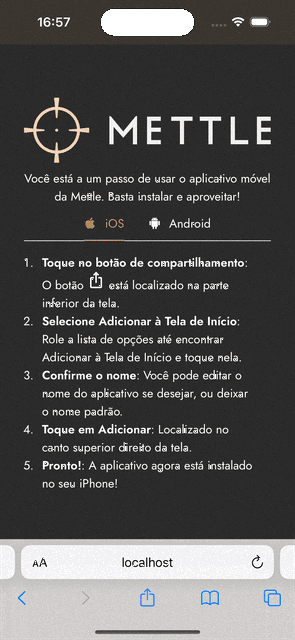 16:57
METTLE
Você está a um passo de usar o aplicativo móvel
da Mettle. Basta instalar e aproveitar!
iOS Android
1. Toque no botão de compartilhamento:
O botão está localizado na parte
inferior da tela.
2. Selecione Adicionar à Tela de Início:
Role a lista de opções até encontrar
Adicionar à Tela de Início e toque nela.
3. Confirme o nome: Você pode editar o
nome do aplicativo se desejar, ou deixar
o nome padrão.
4. Toque em Adicionar: Localizado no
canto superior direito da tela.
5. Pronto!: A aplicativo agora está instalado
no seu iPhone!
AA localhost